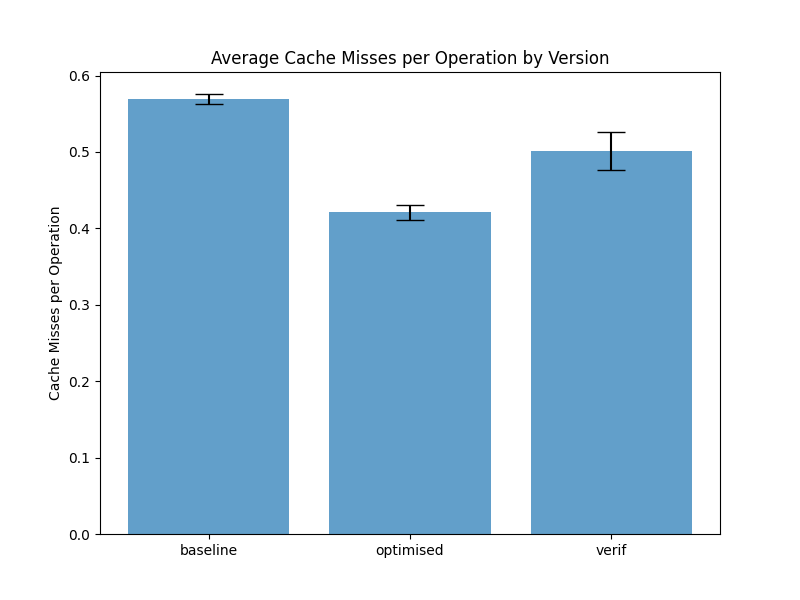 Average Cache Misses per Operation by Version
Cache Misses per Operation
0.6
0.5
0.4
0.3
0.2
0.1
0.0
baseline
optimised
verif